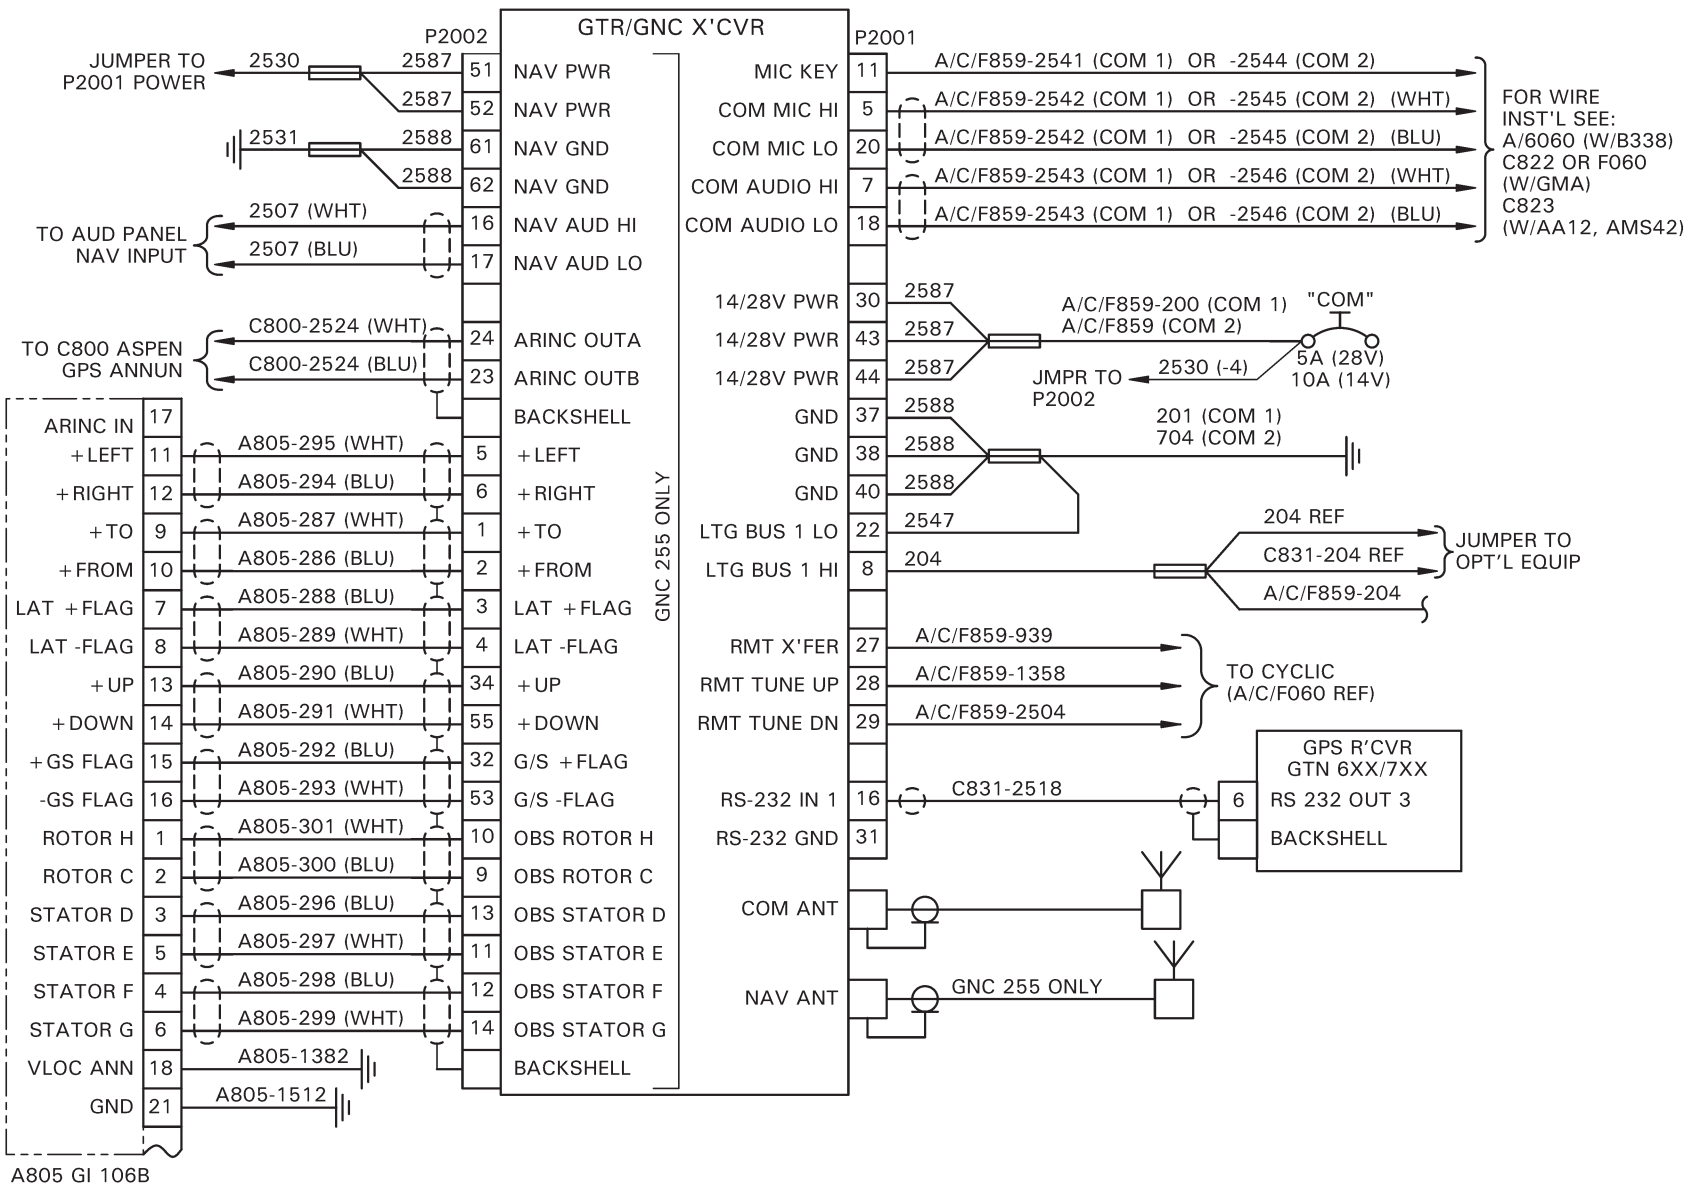 GTR/GNC X'CVR
P2002
P2001
JUMPER TO
P2001 POWER
2530
2587
51
NAV PWR
2587
52
NAV PWR
2531
2588
61
NAV GND
2588
62
NAV GND
TO AUD PANEL
NAV INPUT
2507 (WHT)
16
NAV AUD HI
2507 (BLU)
17
NAV AUD LO
TO C800 ASPEN
GPS ANNUN
C800-2524 (WHT)
24
ARINC OUTA
C800-2524 (BLU)
23
ARINC OUTB
BACKSHELL
ARINC IN
17
+LEFT
11
A805-295 (WHT)
5
+LEFT
+RIGHT
12
A805-294 (BLU)
6
+RIGHT
+TO
9
A805-287 (WHT)
1
+TO
+FROM
10
A805-286 (BLU)
2
+FROM
LAT +FLAG
7
A805-288 (BLU)
3
LAT +FLAG
LAT -FLAG
8
A805-289 (WHT)
4
LAT -FLAG
+UP
13
A805-290 (BLU)
34
+UP
+DOWN
14
A805-291 (WHT)
55
+DOWN
+GS FLAG
15
A805-292 (BLU)
32
G/S +FLAG
-GS FLAG
16
A805-293 (WHT)
53
G/S -FLAG
ROTOR H
1
A805-301 (WHT)
10
OBS ROTOR H
ROTOR C
2
A805-300 (BLU)
9
OBS ROTOR C
STATOR D
3
A805-296 (BLU)
13
OBS STATOR D
STATOR E
5
A805-297 (WHT)
11
OBS STATOR E
STATOR F
4
A805-298 (BLU)
12
OBS STATOR F
STATOR G
6
A805-299 (WHT)
14
OBS STATOR G
VLOC ANN
18
A805-1382
BACKSHELL
GND
21
A805-1512
A805 GI 106B
GNC 255 ONLY
MIC KEY
11
A/C/F859-2541 (COM 1) OR -2544 (COM 2)
COM MIC HI
5
A/C/F859-2542 (COM 1) OR -2545 (COM 2) (WHT)
COM MIC LO
20
A/C/F859-2542 (COM 1) OR -2545 (COM 2) (BLU)
COM AUDIO HI
7
A/C/F859-2543 (COM 1) OR -2546 (COM 2) (WHT)
COM AUDIO LO
18
A/C/F859-2543 (COM 1) OR -2546 (COM 2) (BLU)
FOR WIRE
INST'L SEE:
A/6060 (W/B338)
C822 OR F060
(W/GMA)
C823
(W/AA12, AMS42)
14/28V PWR
30
2587
14/28V PWR
43
2587
14/28V PWR
44
2587
A/C/F859-200 (COM 1)
A/C/F859 (COM 2)
"COM"
5A (28V)
10A (14V)
JMPR TO
P2002
2530 (-4)
GND
37
2588
GND
38
2588
GND
40
2588
201 (COM 1)
704 (COM 2)
LTG BUS 1 LO
22
2547
LTG BUS 1 HI
8
204
204 REF
C831-204 REF
A/C/F859-204
JUMPER TO
OPT'L EQUIP
RMT X'FER
27
A/C/F859-939
RMT TUNE UP
28
A/C/F859-1358
RMT TUNE DN
29
A/C/F859-2504
TO CYCLIC
(A/C/F060 REF)
GPS R'CVR
GTN 6XX/7XX
RS-232 IN 1
16
C831-2518
6
RS 232 OUT 3
RS-232 GND
31
BACKSHELL
COM ANT
NAV ANT
GNC 255 ONLY